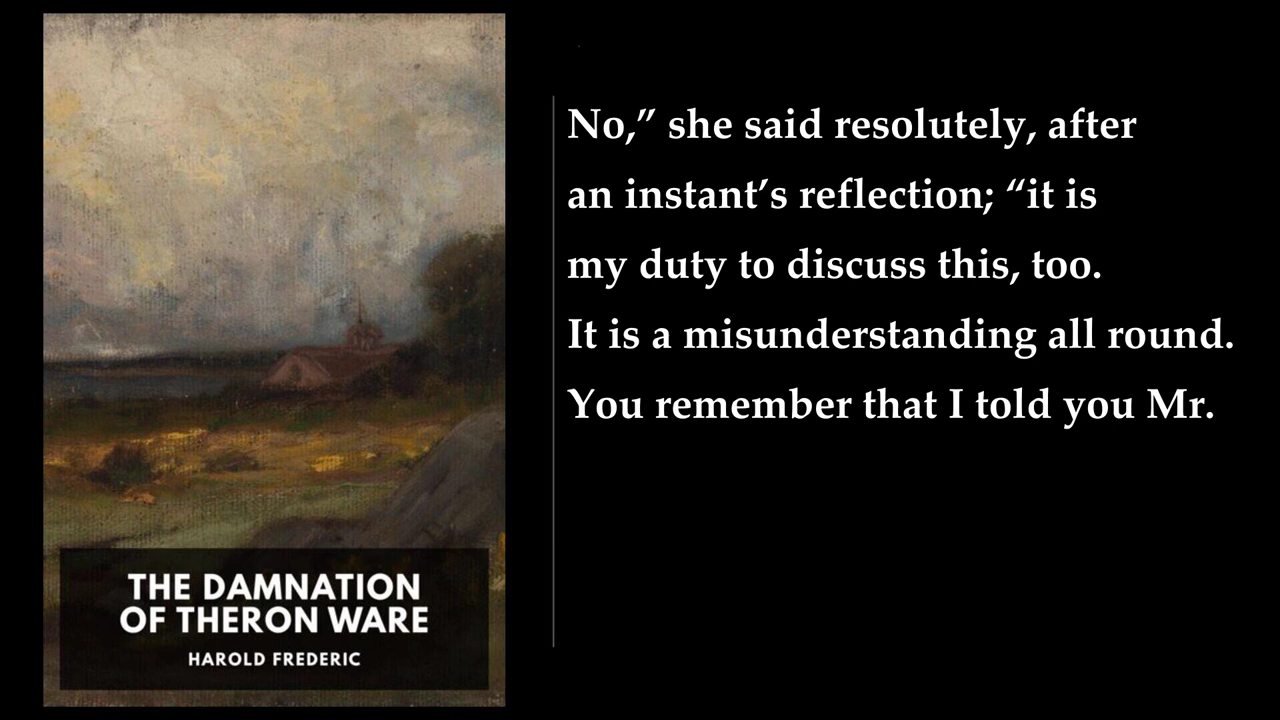 THE DAMNATION
OF THERON WARE
HAROLD FREDERIC
No,” she said resolutely, after
an instant’s reflection; “it is
my duty to discuss this, too.
It is a misunderstanding all round.
You remember that I told you Mr.